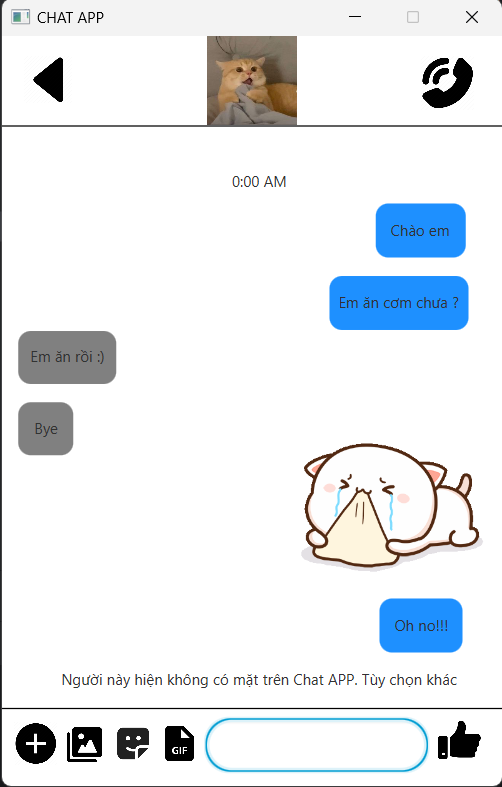 CHAT APP
0:00 AM
Chào em
Em ăn cơm chưa ?
Em ăn rồi :)
Bye
Oh no!!!
Người này hiện không có mặt trên Chat APP. Tùy chọn khác
GIF